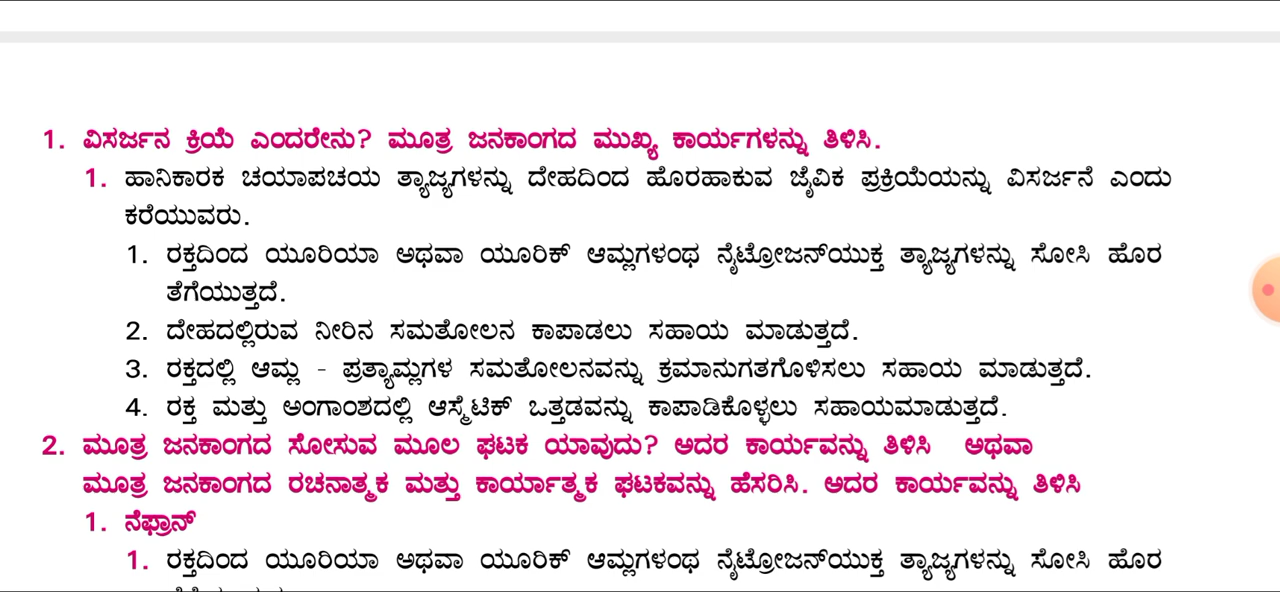 1. ವಿಸರ್ಜನ ಕ್ರಿಯೆ ಎಂದರೇನು? ಮೂತ್ರ ಜನಕಾಂಗದ ಮುಖ್ಯ ಕಾರ್ಯಗಳನ್ನು ತಿಳಿಸಿ.
1. ಹಾನಿಕಾರಕ ಚಯಾಪಚಯ ತ್ಯಾಜ್ಯಗಳನ್ನು ದೇಹದಿಂದ ಹೊರಹಾಕುವ ಜೈವಿಕ ಪ್ರಕ್ರಿಯೆಯನ್ನು ವಿಸರ್ಜನೆ ಎಂದು
ಕರೆಯುವರು.
1. ರಕ್ತದಿಂದ ಯೂರಿಯಾ ಅಥವಾ ಯೂರಿಕ್ ಆಮ್ಲಗಳಂಥ ನೈಟ್ರೋಜನ್‌ಯುಕ್ತ ತ್ಯಾಜ್ಯಗಳನ್ನು ಸೋಸಿ ಹೊರ
ತೆಗೆಯುತ್ತದೆ.
2. ದೇಹದಲ್ಲಿರುವ ನೀರಿನ ಸಮತೋಲನ ಕಾಪಾಡಲು ಸಹಾಯ ಮಾಡುತ್ತದೆ.
3. ರಕ್ತದಲ್ಲಿ ಆಮ್ಲ - ಪ್ರತ್ಯಾಮ್ಲಗಳ ಸಮತೋಲನವನ್ನು ಕ್ರಮಾನುಗತಗೊಳಿಸಲು ಸಹಾಯ ಮಾಡುತ್ತದೆ.
4. ರಕ್ತ ಮತ್ತು ಅಂಗಾಂಶದಲ್ಲಿ ಆಸ್ಮೆಟಿಕ್ ಒತ್ತಡವನ್ನು ಕಾಪಾಡಿಕೊಳ್ಳಲು ಸಹಾಯಮಾಡುತ್ತದೆ.
2. ಮೂತ್ರ ಜನಕಾಂಗದ ಸೋಸುವ ಮೂಲ ಘಟಕ ಯಾವುದು? ಅದರ ಕಾರ್ಯವನ್ನು ತಿಳಿಸಿ ಅಥವಾ
ಮೂತ್ರ ಜನಕಾಂಗದ ರಚನಾತ್ಮಕ ಮತ್ತು ಕಾರ್ಯಾತ್ಮಕ ಘಟಕವನ್ನು ಹೆಸರಿಸಿ. ಅದರ ಕಾರ್ಯವನ್ನು ತಿಳಿಸಿ
1. ನೆಫ್ರಾನ್
1. ರಕ್ತದಿಂದ ಯೂರಿಯಾ ಅಥವಾ ಯೂರಿಕ್ ಆಮ್ಲಗಳಂಥ ನೈಟ್ರೋಜನ್‌ಯುಕ್ತ ತ್ಯಾಜ್ಯಗಳನ್ನು ಸೋಸಿ ಹೊರ